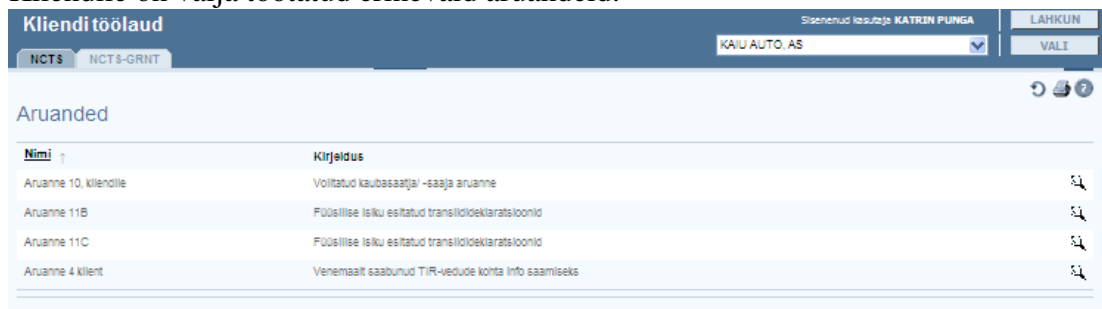 Kliendi töölaud
Sisenenud kasutaja KATRIN PUNGA
LAHKUN
KAIU AUTO, AS
VALI
NCTS NCTS-GRNT
Aruanded
Nimi ↑ Kirjeldus
Aruanne 10, kliendile Volitatud kaubasaatja/ -saaja aruanne
Aruanne 11B Füüsilise isiku esitatud transiidideklaratsioonid
Aruanne 11C Füüsilise isiku esitatud transiidideklaratsioonid
Aruanne 4 klient Venemaalt saabunud TIR-vedude kohta info saamiseks